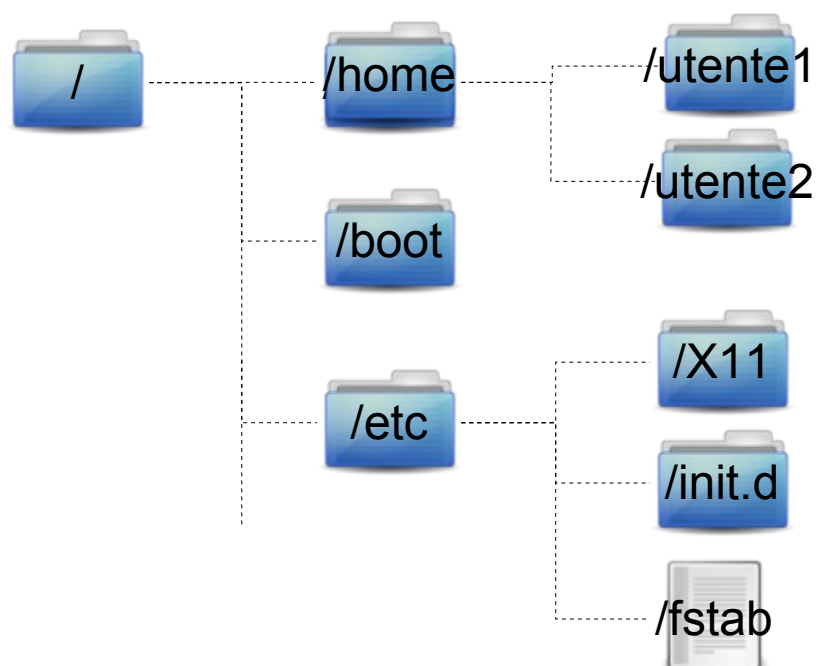 /
/home
/utente1
/utente2
/boot
/etc
/X11
/init.d
/fstab